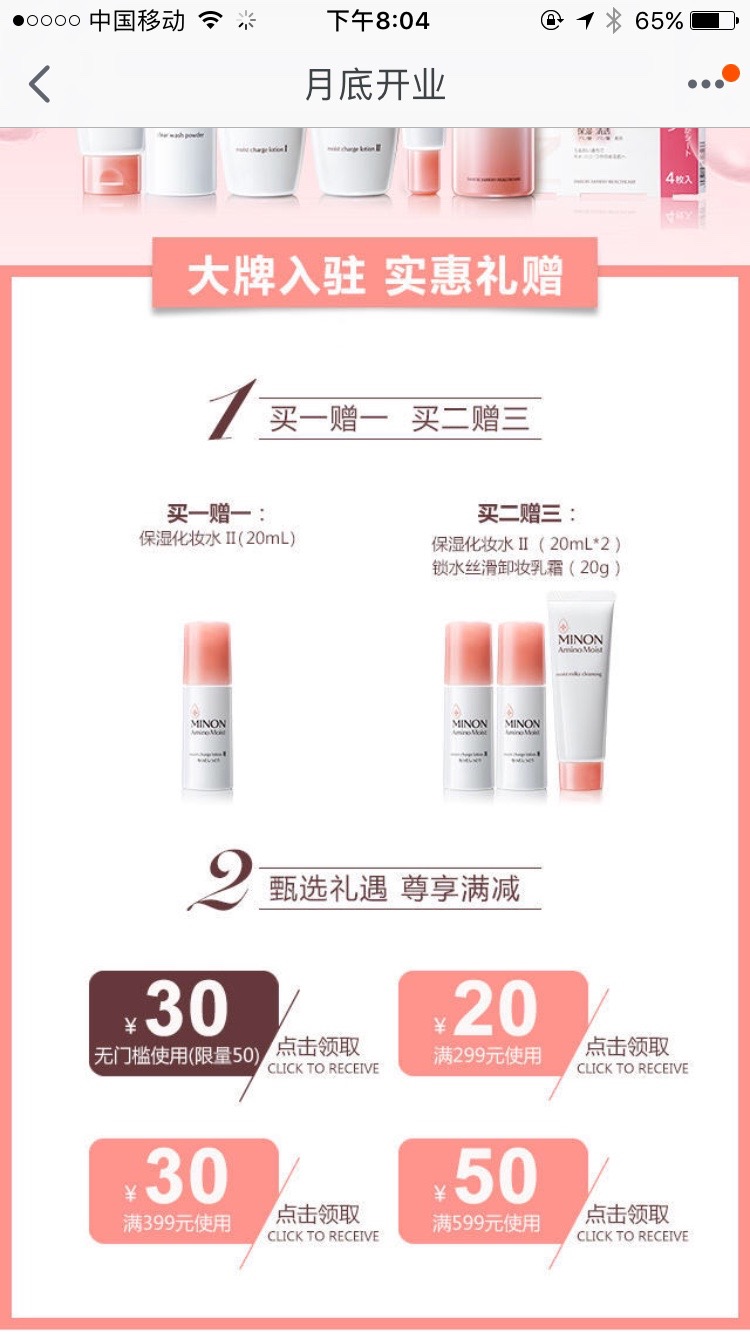 中国移动
下午8:04
65%
月底开业
clear wash powder
moist charge lotion I
moist charge lotion II
保湿 清透
4枚入
大牌入驻 实惠礼赠
1 买一赠一 买二赠三
买一赠一：
保湿化妆水 II(20mL)
买二赠三：
保湿化妆水 II （ 20mL*2 ）
锁水丝滑卸妆乳霜（ 20g ）
MINON
Amino Moist
MINON
Amino Moist
MINON
Amino Moist
MINON
Amino Moist
moist milky cleansing
2 甄选礼遇 尊享满减
¥30
无门槛使用(限量50)
点击领取
CLICK TO RECEIVE
¥20
满299元使用
点击领取
CLICK TO RECEIVE
¥30
满399元使用
点击领取
CLICK TO RECEIVE
¥50
满599元使用
点击领取
CLICK TO RECEIVE